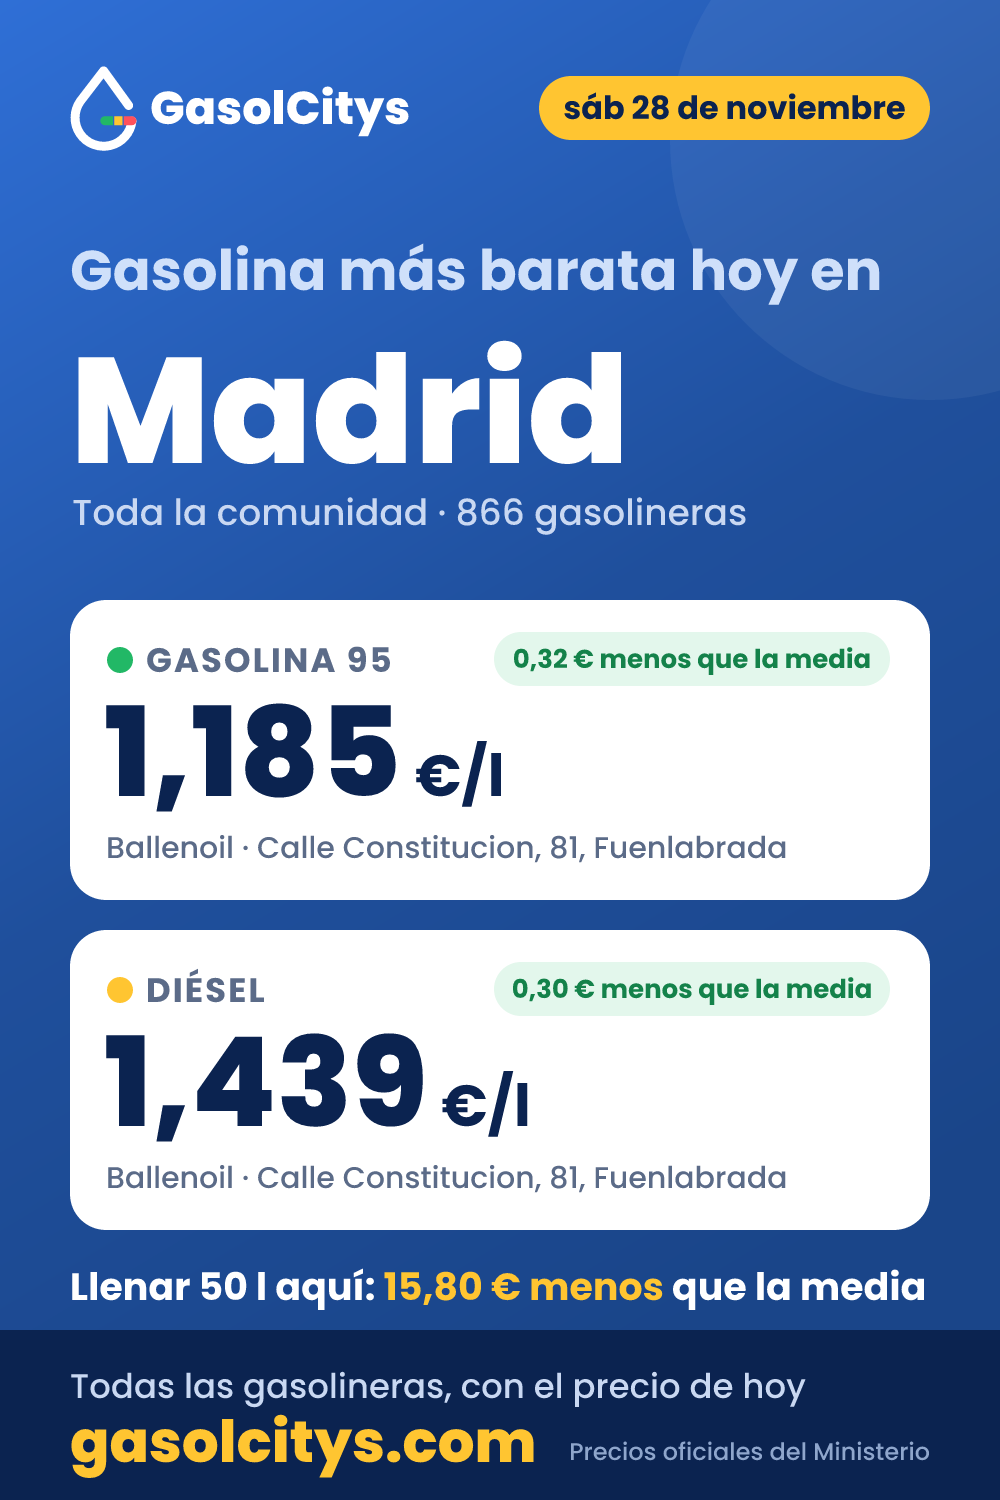 GasolCitys
sáb 28 de noviembre
Gasolina más barata hoy en
Madrid
Toda la comunidad · 866 gasolineras
GASOLINA 95
0,32 € menos que la media
1,185 €/l
Ballenoil · Calle Constitucion, 81, Fuenlabrada
DIÉSEL
0,30 € menos que la media
1,439 €/l
Ballenoil · Calle Constitucion, 81, Fuenlabrada
Llenar 50 l aquí: 15,80 € menos que la media
Todas las gasolineras, con el precio de hoy
gasolcitys.com
Precios oficiales del Ministerio